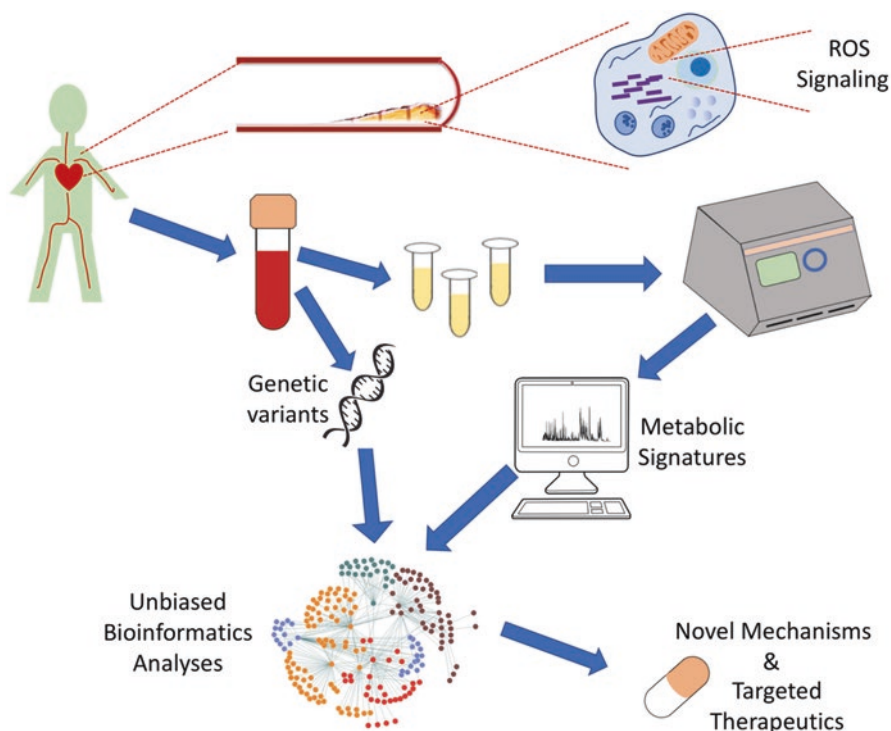 ROS
Signaling
Genetic
variants
Metabolic
Signatures
Unbiased
Bioinformatics
Analyses
Novel Mechanisms
&
Targeted
Therapeutics